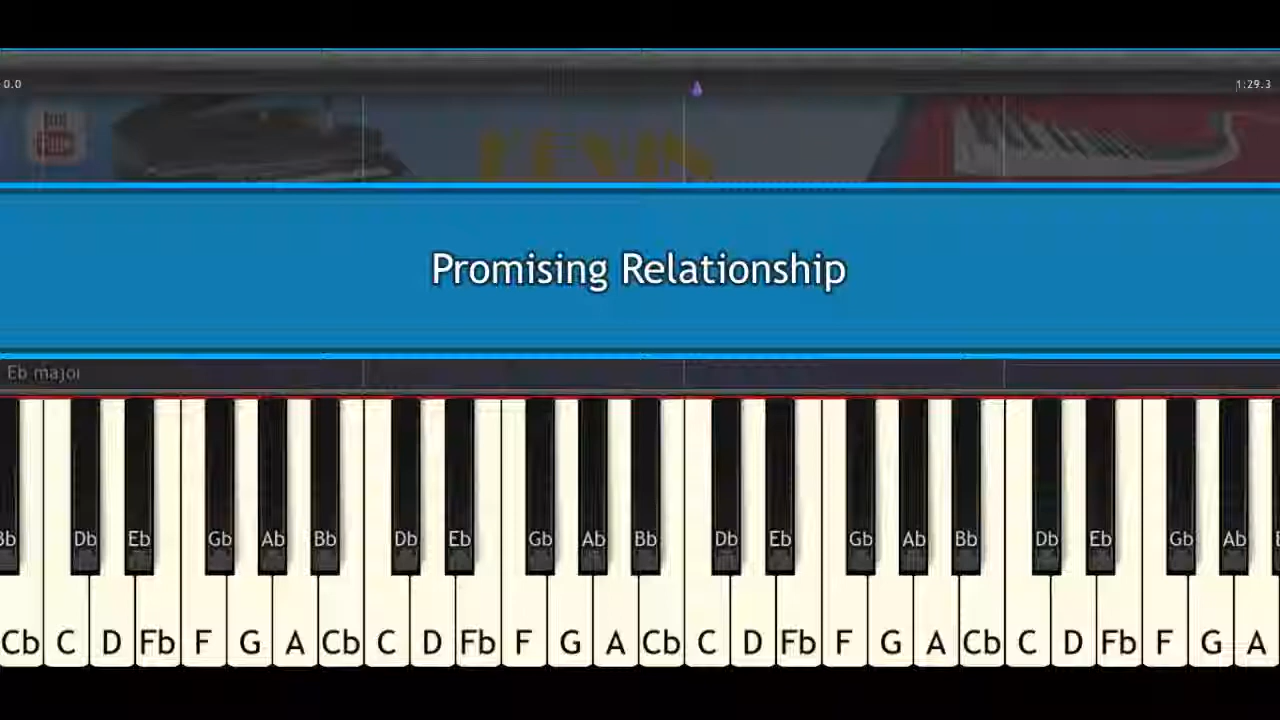 0.0 1:29.3
KEVIN
Promising Relationship
Eb major
Bb Db Eb Gb Ab Bb Db Eb Gb Ab Bb Db Eb Gb Ab Bb Db Eb Gb Ab
Cb C D Fb F G A Cb C D Fb F G A Cb C D Fb F G A Cb C D Fb F G A